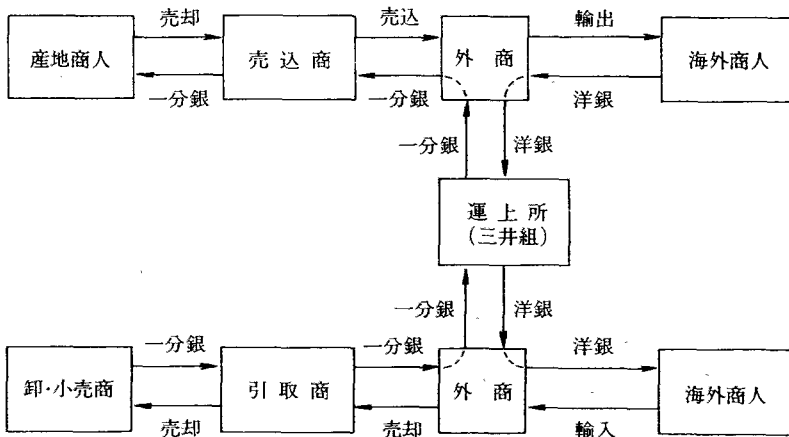 売却
売込
輸出
産地商人
売込商
外商
海外商人
一分銀
一分銀
洋銀
一分銀
洋銀
運上所
(三井組)
一分銀
洋銀
一分銀
一分銀
洋銀
卸・小売商
引取商
外商
海外商人
売却
売却
輸入